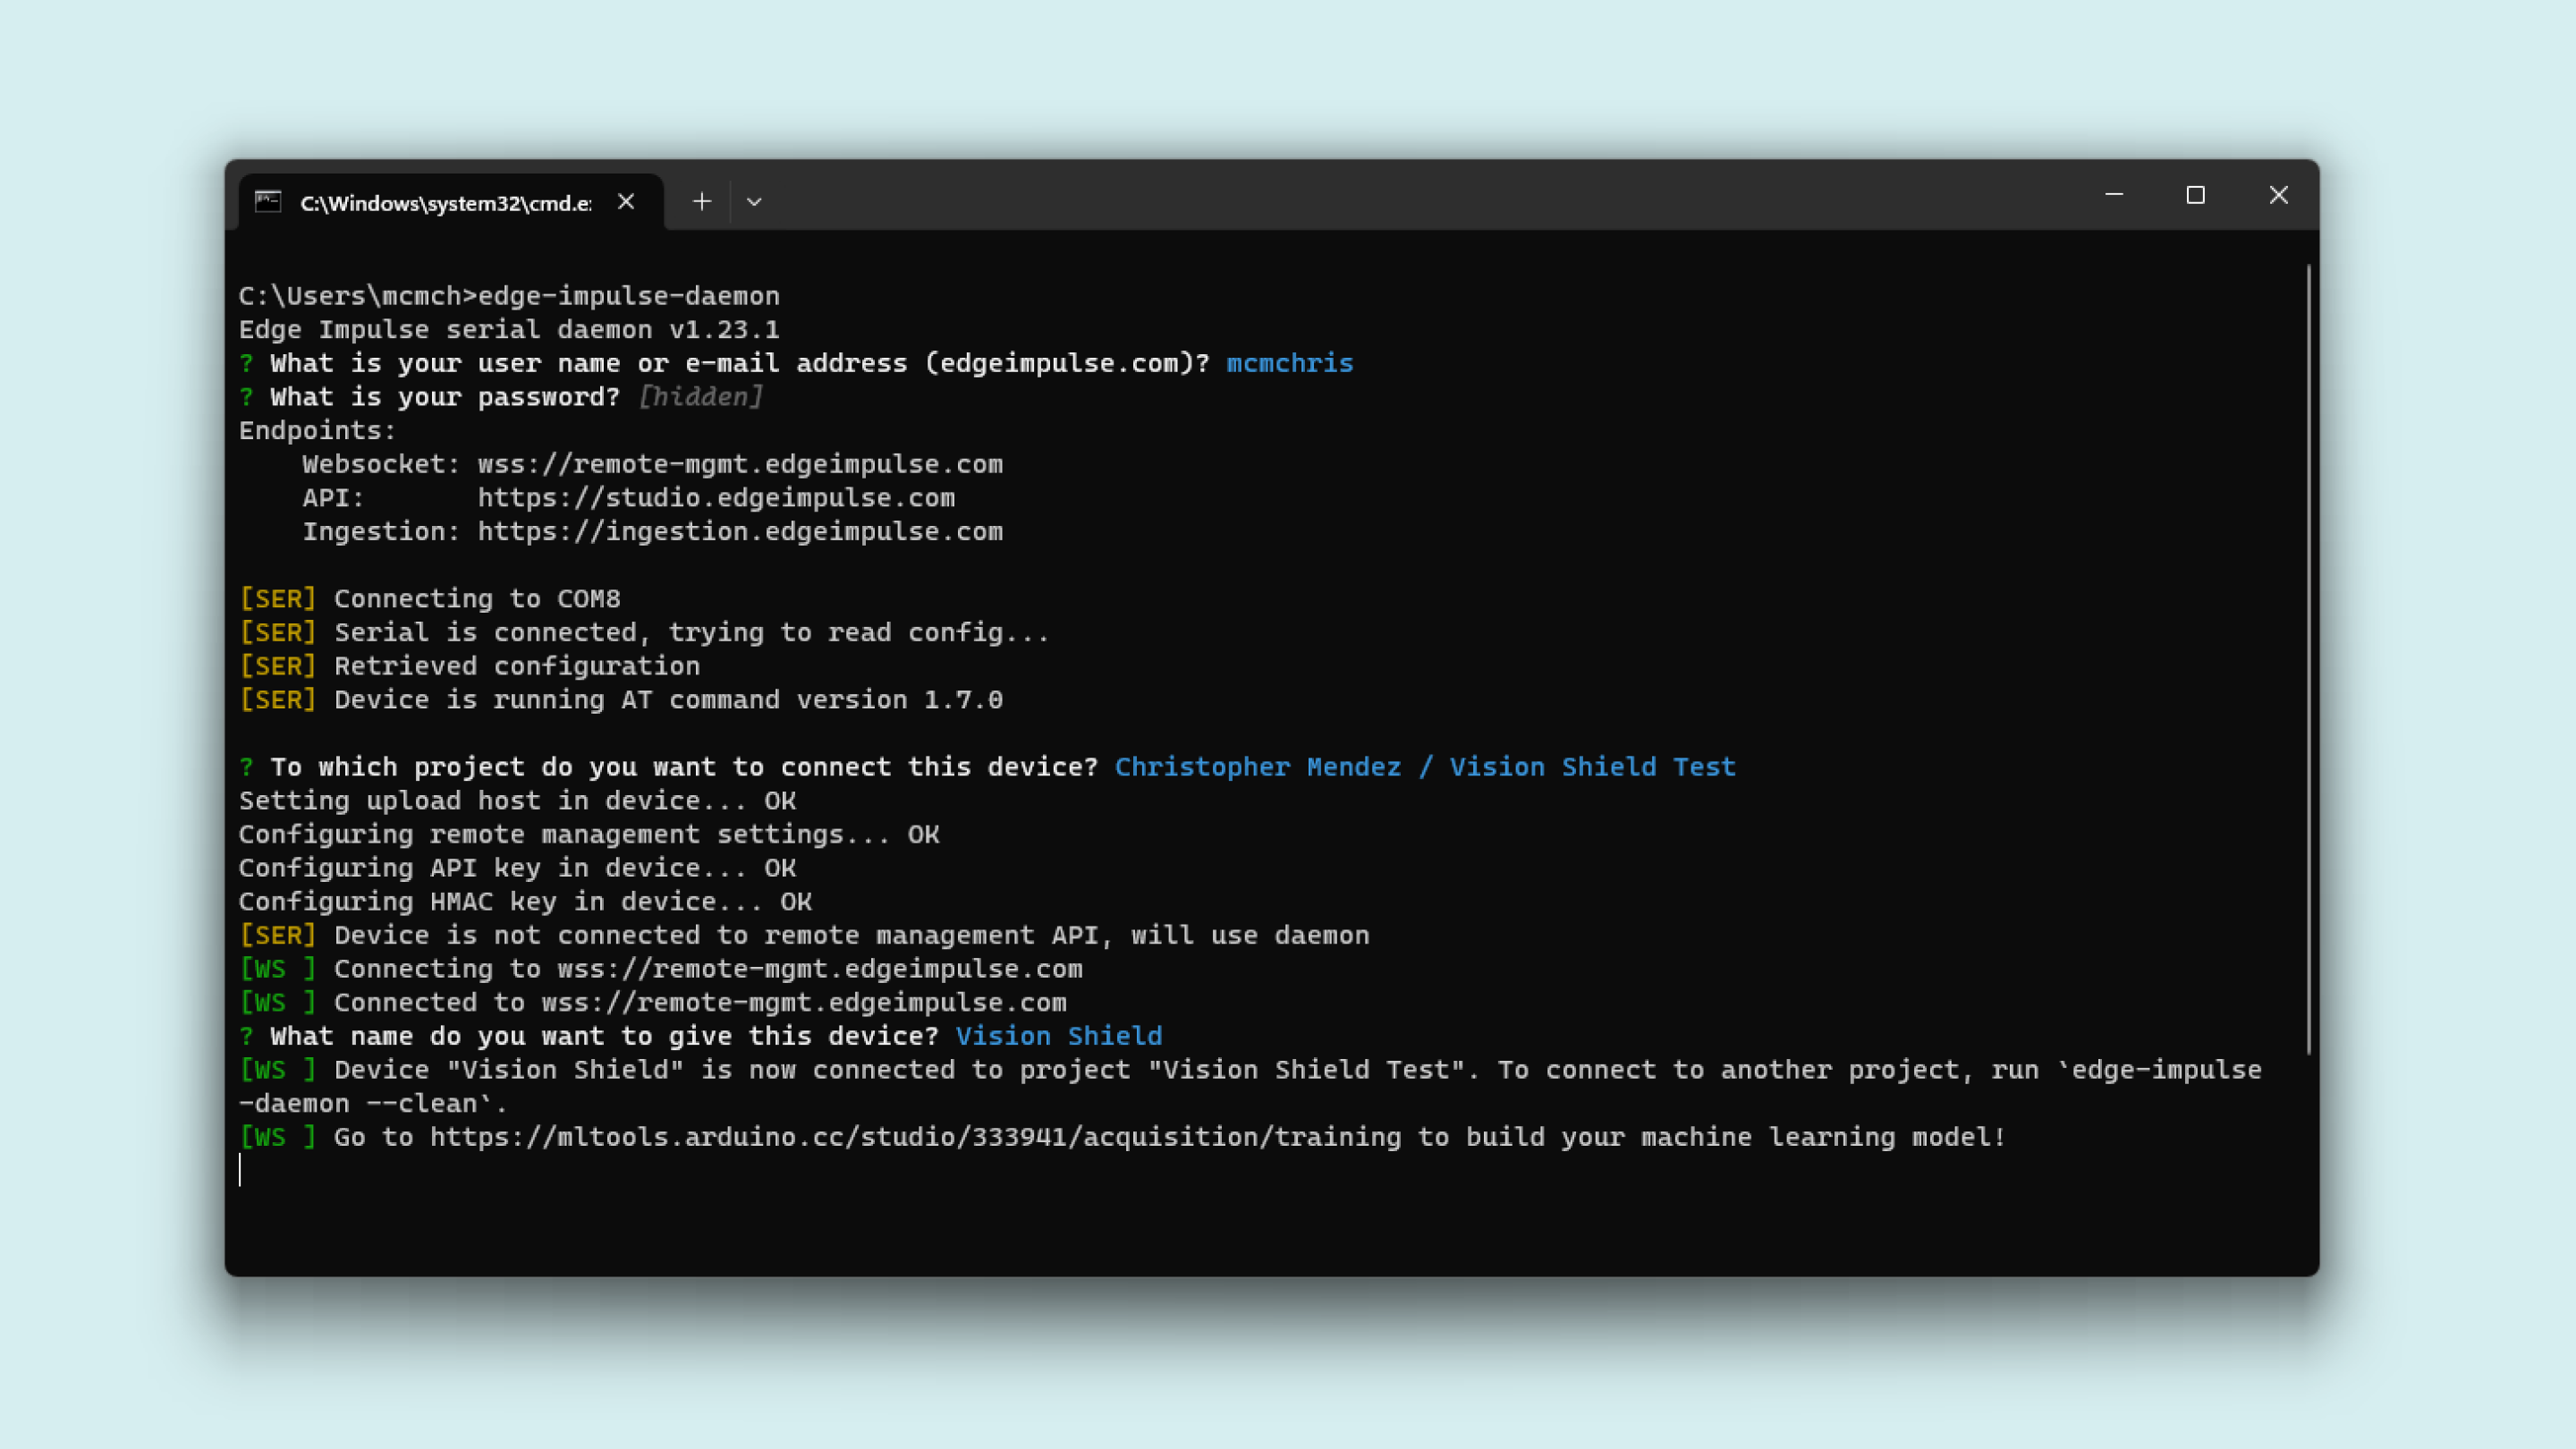 C:\Windows\system32\cmd.e
C:\Users\mcmch>edge-impulse-daemon
Edge Impulse serial daemon v1.23.1
? What is your user name or e-mail address (edgeimpulse.com)? mcmchris
? What is your password? [hidden]
Endpoints:
    Websocket: wss://remote-mgmt.edgeimpulse.com
    API:       https://studio.edgeimpulse.com
    Ingestion: https://ingestion.edgeimpulse.com
[SER] Connecting to COM8
[SER] Serial is connected, trying to read config...
[SER] Retrieved configuration
[SER] Device is running AT command version 1.7.0
? To which project do you want to connect this device? Christopher Mendez / Vision Shield Test
Setting upload host in device... OK
Configuring remote management settings... OK
Configuring API key in device... OK
Configuring HMAC key in device... OK
[SER] Device is not connected to remote management API, will use daemon
[WS ] Connecting to wss://remote-mgmt.edgeimpulse.com
[WS ] Connected to wss://remote-mgmt.edgeimpulse.com
? What name do you want to give this device? Vision Shield
[WS ] Device "Vision Shield" is now connected to project "Vision Shield Test". To connect to another project, run `edge-impulse
-daemon --clean`.
[WS ] Go to https://mltools.arduino.cc/studio/333941/acquisition/training to build your machine learning model!